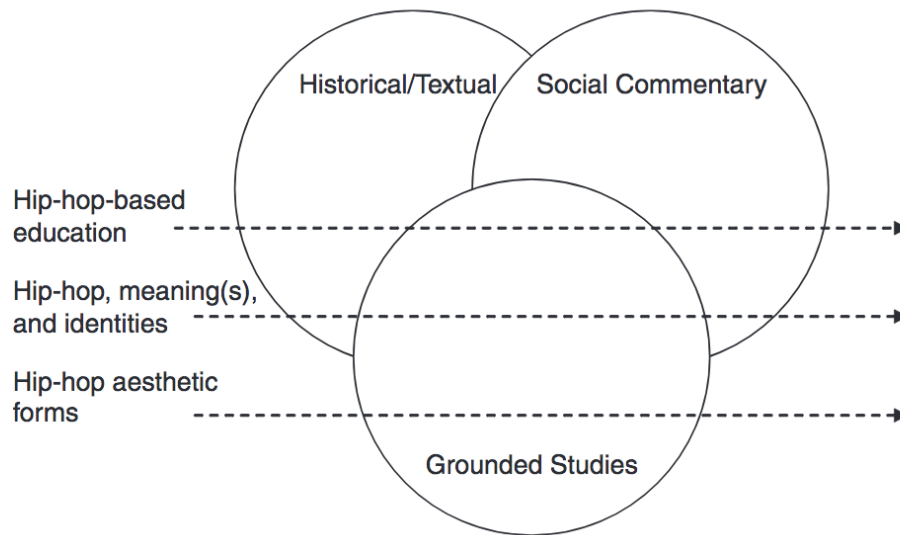 Historical/Textual
Social Commentary
Hip-hop-based
education
Hip-hop, meaning(s),
and identities
Hip-hop aesthetic
forms
Grounded Studies